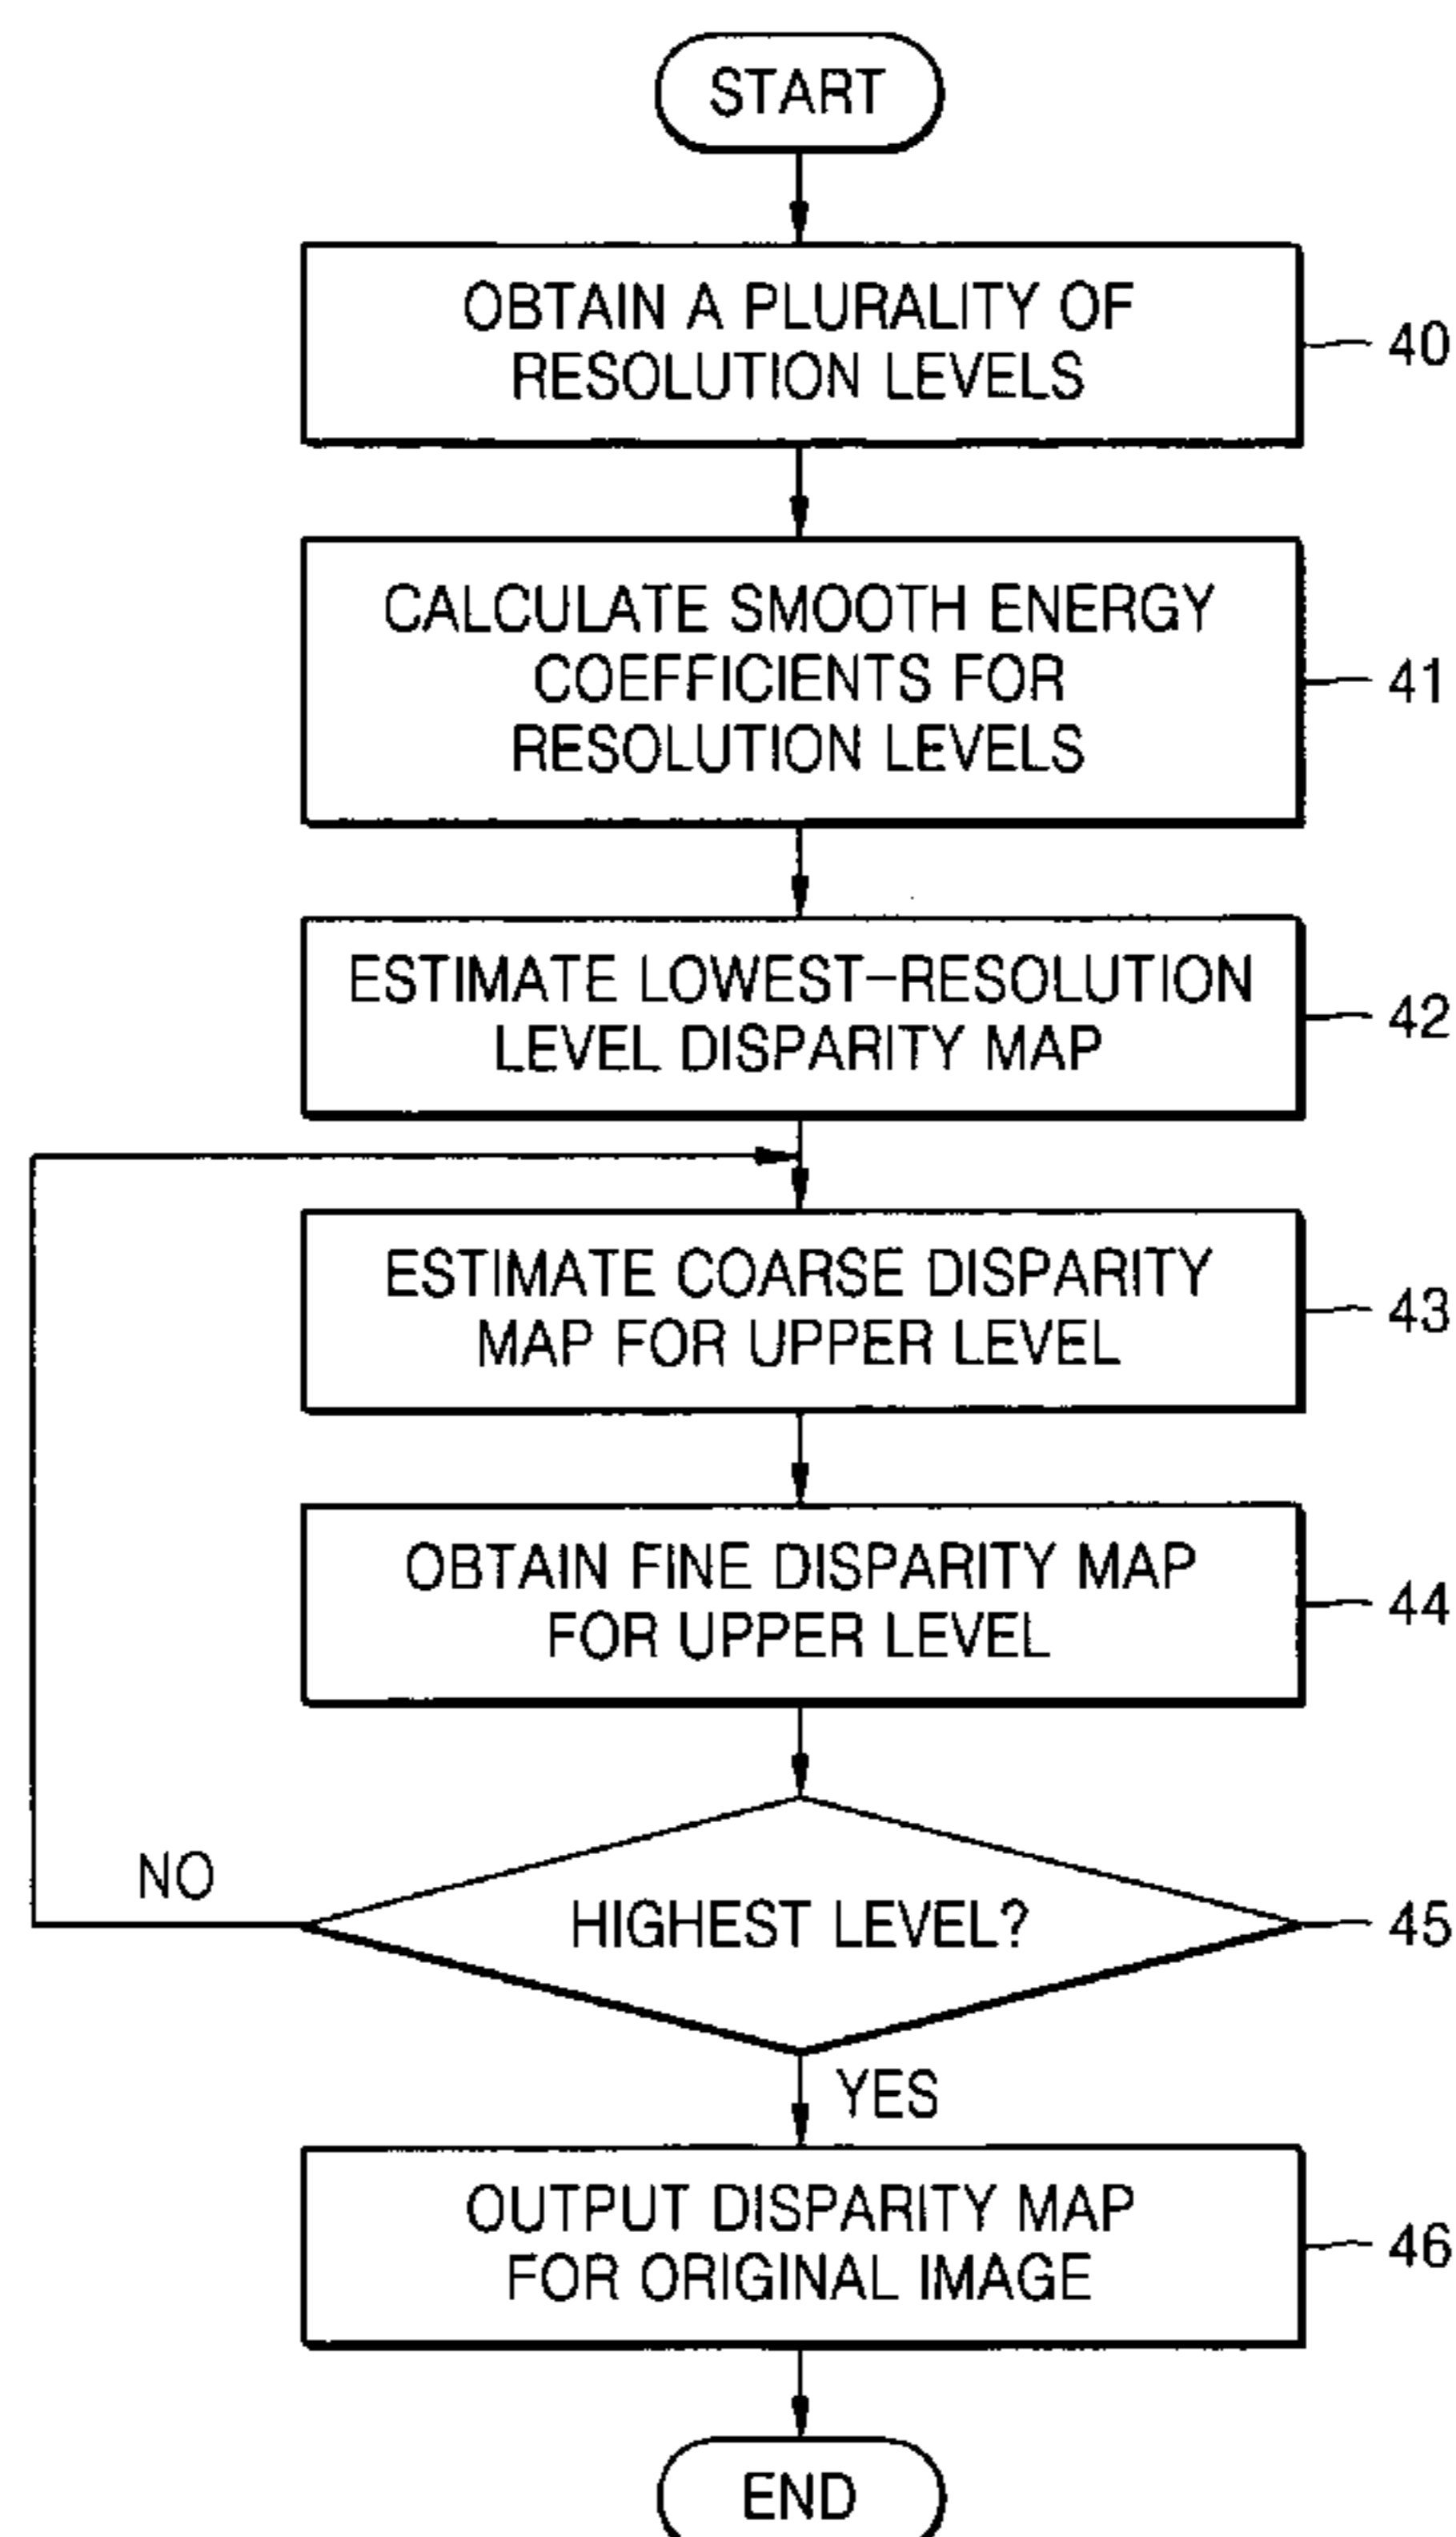 START
OBTAIN A PLURALITY OF
RESOLUTION LEVELS
40
CALCULATE SMOOTH ENERGY
COEFFICIENTS FOR
RESOLUTION LEVELS
41
ESTIMATE LOWEST-RESOLUTION
LEVEL DISPARITY MAP
42
ESTIMATE COARSE DISPARITY
MAP FOR UPPER LEVEL
43
OBTAIN FINE DISPARITY MAP
FOR UPPER LEVEL
44
NO
HIGHEST LEVEL?
45
YES
OUTPUT DISPARITY MAP
FOR ORIGINAL IMAGE
46
END